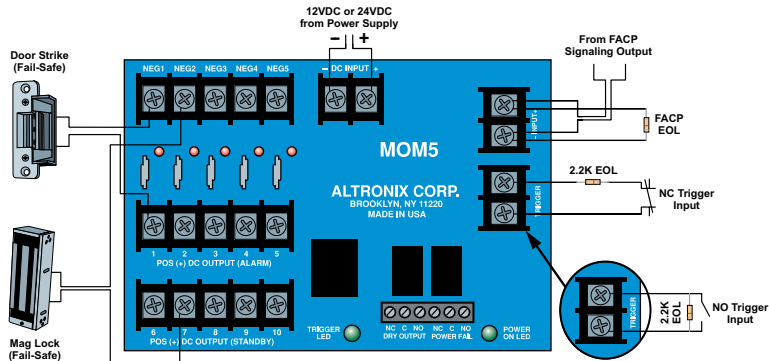 12VDC or 24VDC
from Power Supply
– +
From FACP
Signaling Output
Door Strike
(Fail-Safe)
NEG1 NEG2 NEG3 NEG4 NEG5
– DC INPUT +
– INPUT +
FACP
EOL
MOM5
2.2K EOL
NC Trigger
Input
TRIGGER
ALTRONIX CORP.
BROOKLYN, NY 11220
MADE IN USA
1 2 3 4 5
POS (+) DC OUTPUT (ALARM)
Mag Lock
(Fail-Safe)
6 7 8 9 10
POS (+) DC OUTPUT (STANDBY)
TRIGGER
LED
NC C NO NC C NO
DRY OUTPUT POWER FAIL
POWER
ON LED
TRIGGER
2.2K
EOL
NO Trigger
Input